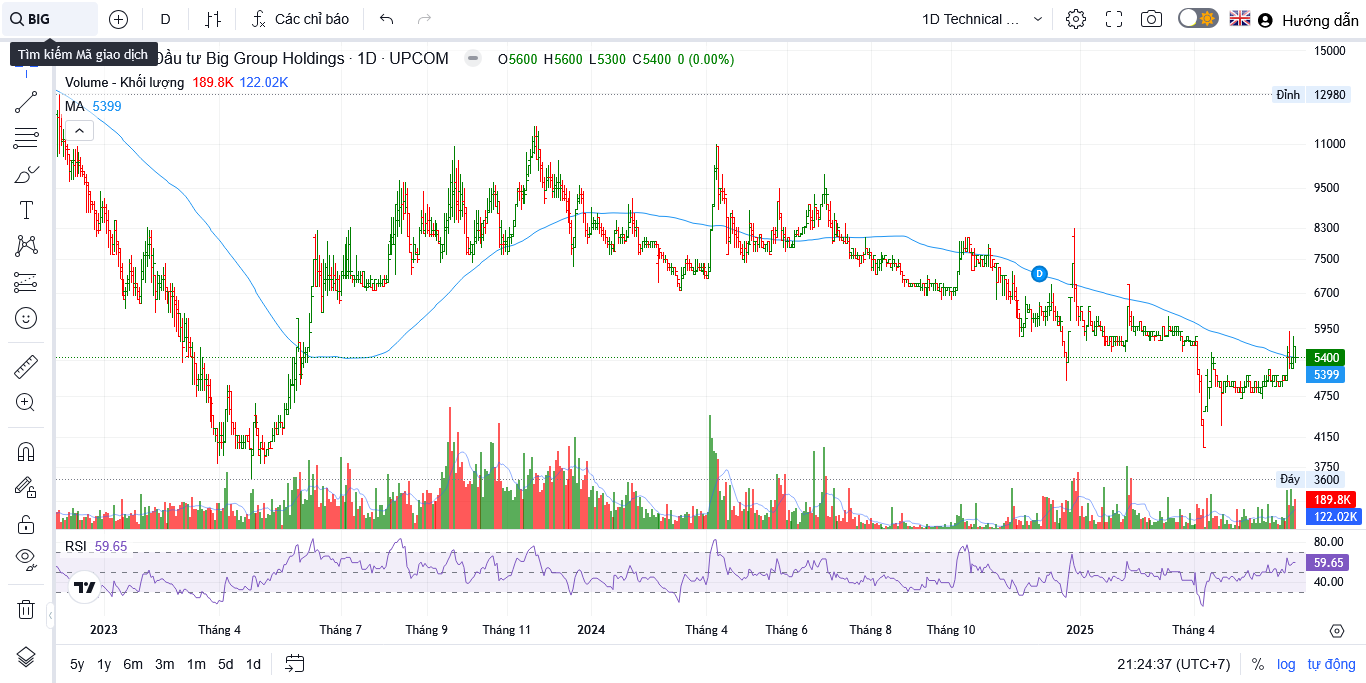 BIG
D
Các chỉ báo
1D Technical ...
Hướng dẫn
Tìm kiếm Mã giao dịch
Đầu tư Big Group Holdings · 1D · UPCOM
O5600 H5600 L5300 C5400 0 (0.00%)
Volume - Khối lượng 189.8K 122.02K
MA 5399
15000
Đỉnh 12980
11000
9500
8300
7500
6700
5950
5400
5399
4750
4150
3750
Đáy 3600
189.8K
122.02K
D
RSI 59.65
80.00
59.65
40.00
2023 Tháng 4 Tháng 7 Tháng 9 Tháng 11 2024 Tháng 4 Tháng 6 Tháng 8 Tháng 10 2025 Tháng 4
5y 1y 6m 3m 1m 5d 1d
21:24:37 (UTC+7) % log tự động